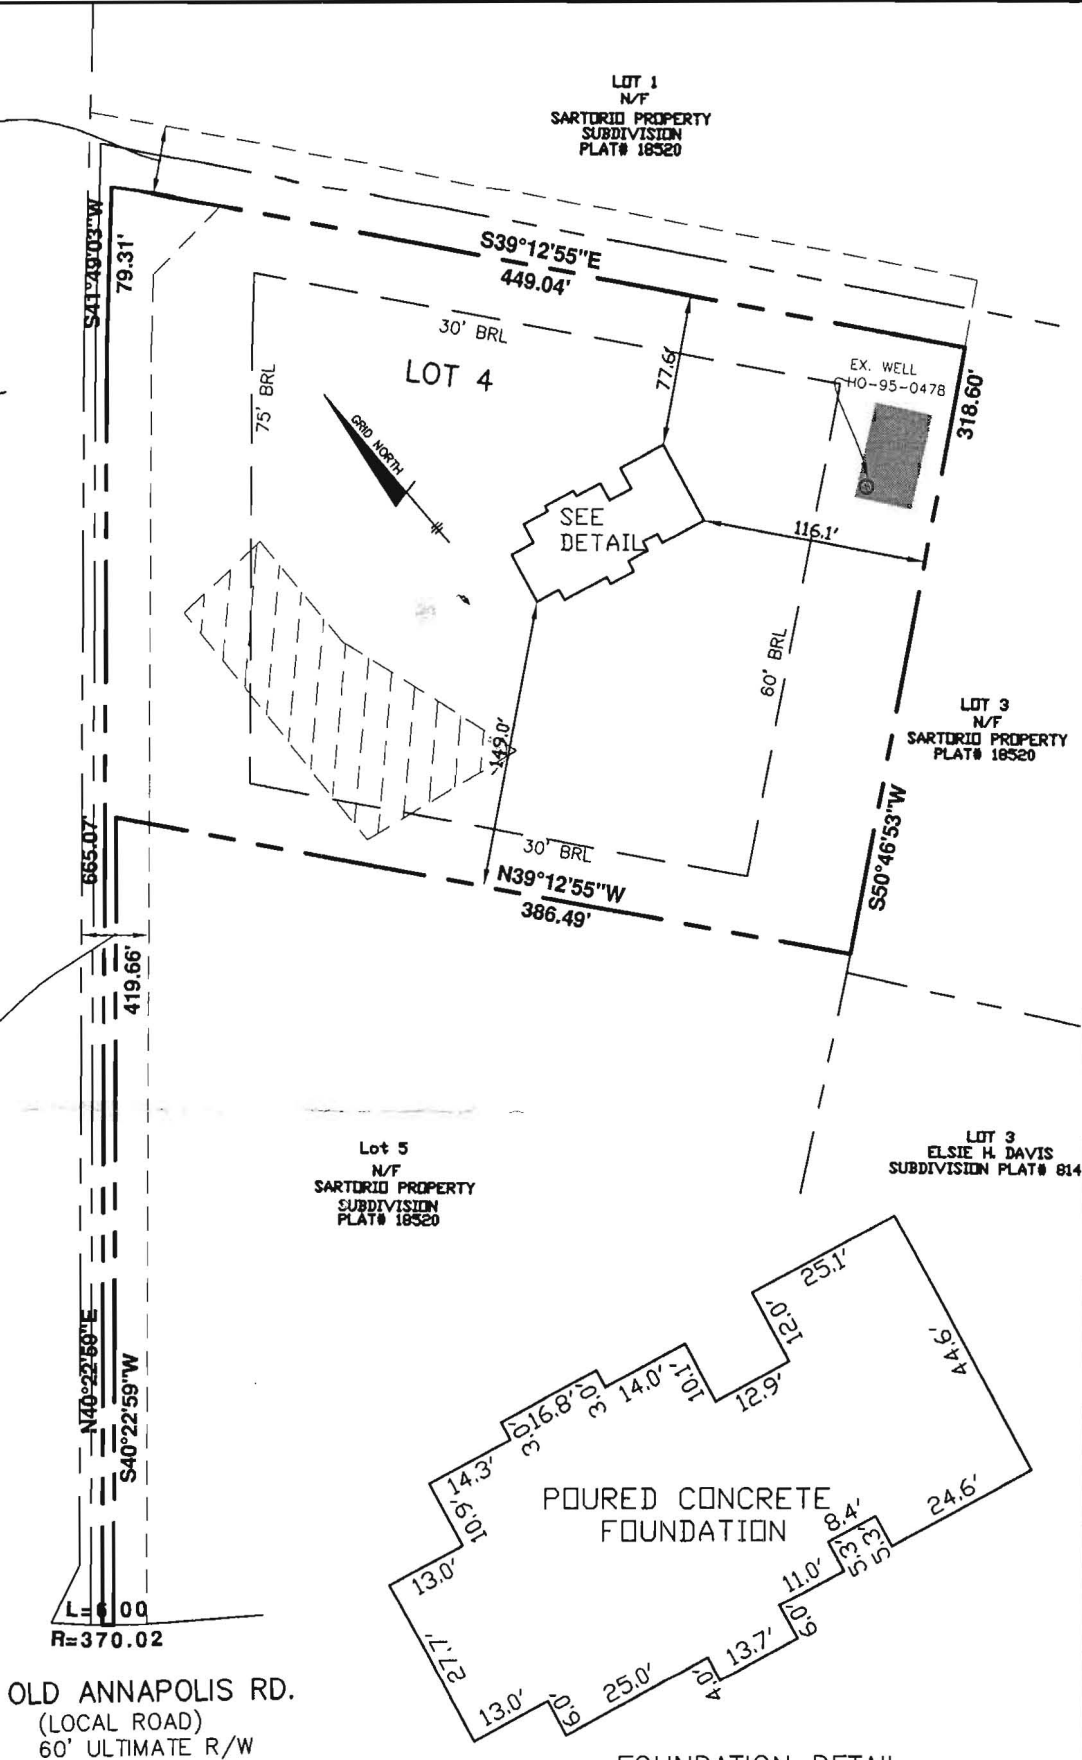 LOT 1
N/F
SARTORIO PROPERTY
SUBDIVISION
PLAT# 18520
S41°49'03"W
79.31'
S39°12'55"E
449.04'
30' BRL
LOT 4
75' BRL
77.6'
EX. WELL
HO-95-0478
318.60'
GRID NORTH
SEE
DETAIL
116.1'
60' BRL
149.0'
LOT 3
N/F
SARTORIO PROPERTY
PLAT# 18520
665.07'
30' BRL
N39°12'55"W
386.49'
S50°46'53"W
419.66'
Lot 5
N/F
SARTORIO PROPERTY
SUBDIVISION
PLAT# 18520
LOT 3
ELSIE H. DAVIS
SUBDIVISION PLAT# 814
N40°22'59"E
S40°22'59"W
25.1'
12.0'
44.6'
12.9'
10.1'
14.0'
3.0'
16.8'
3.0'
14.3'
10.9'
13.0'
POURED CONCRETE
FOUNDATION
24.6'
8.4'
5.3'
5.3'
11.0'
6.0'
13.7'
4.0'
25.0'
6.0'
13.0'
27.7'
L=6.00
R=370.02
OLD ANNAPOLIS RD.
(LOCAL ROAD)
60' ULTIMATE R/W
FOUNDATION DETAIL